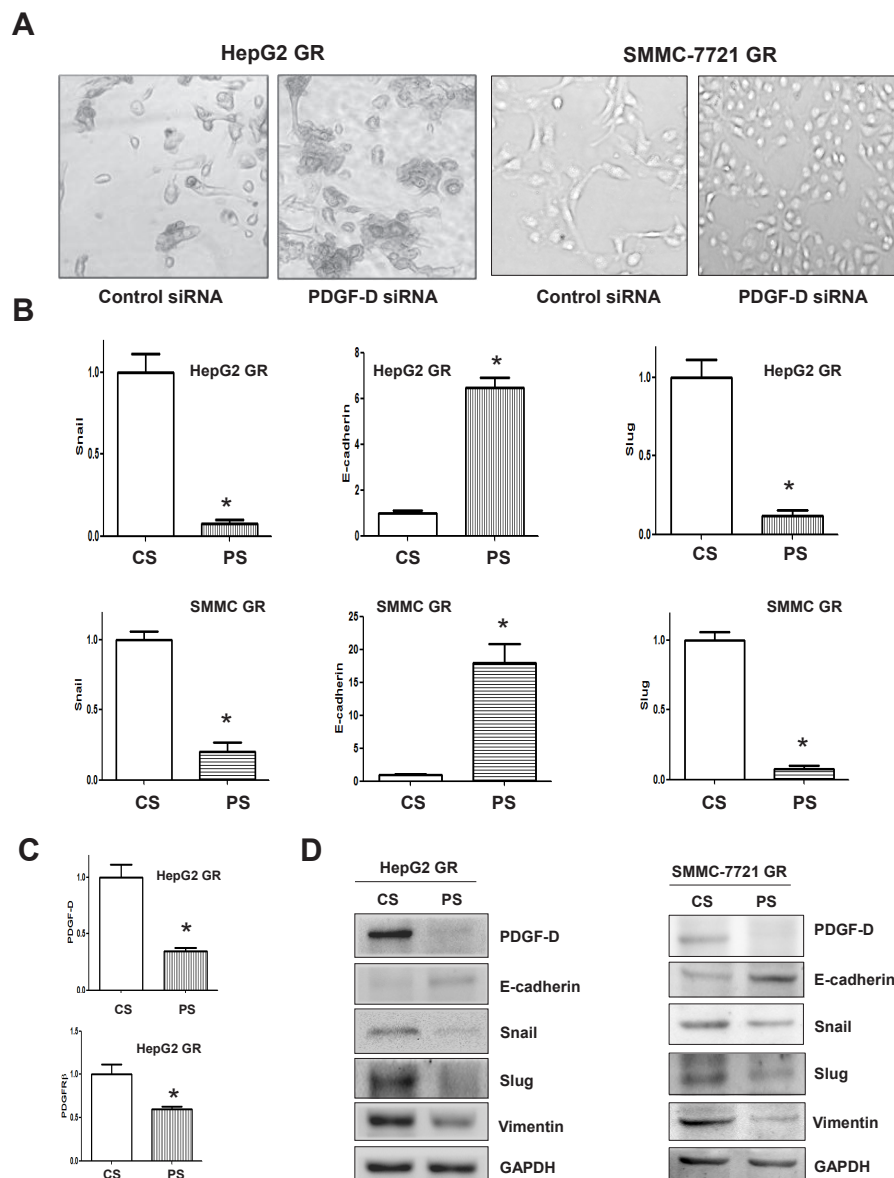 A
HepG2 GR
SMMC-7721 GR
Control siRNA
PDGF-D siRNA
Control siRNA
PDGF-D siRNA
B
Snail
1.0
0.5
0.0
HepG2 GR
*
CS
PS
E-cadherin
8
6
4
2
0
HepG2 GR
*
CS
PS
Slug
1.0
0.5
0.0
HepG2 GR
*
CS
PS
Snail
1.0
0.5
0.0
SMMC GR
*
CS
PS
E-cadherin
25
20
15
10
5
0
SMMC GR
*
CS
PS
Slug
1.0
0.5
0.0
SMMC GR
*
CS
PS
C
PDGF-D
1.0
0.5
0.0
HepG2 GR
*
CS
PS
PDGFRβ
1.5
1.0
0.5
0.0
HepG2 GR
*
CS
PS
D
HepG2 GR
CS
PS
PDGF-D
E-cadherin
Snail
Slug
Vimentin
GAPDH
SMMC-7721 GR
CS
PS
PDGF-D
E-cadherin
Snail
Slug
Vimentin
GAPDH